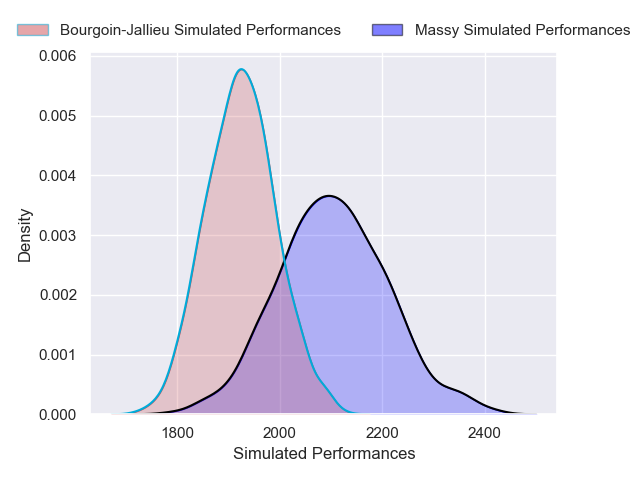 Bourgoin-Jallieu Simulated Performances Massy Simulated Performances
0.006
0.005
0.004
0.003
0.002
0.001
0.000
Density
1800 2000 2200 2400
Simulated Performances